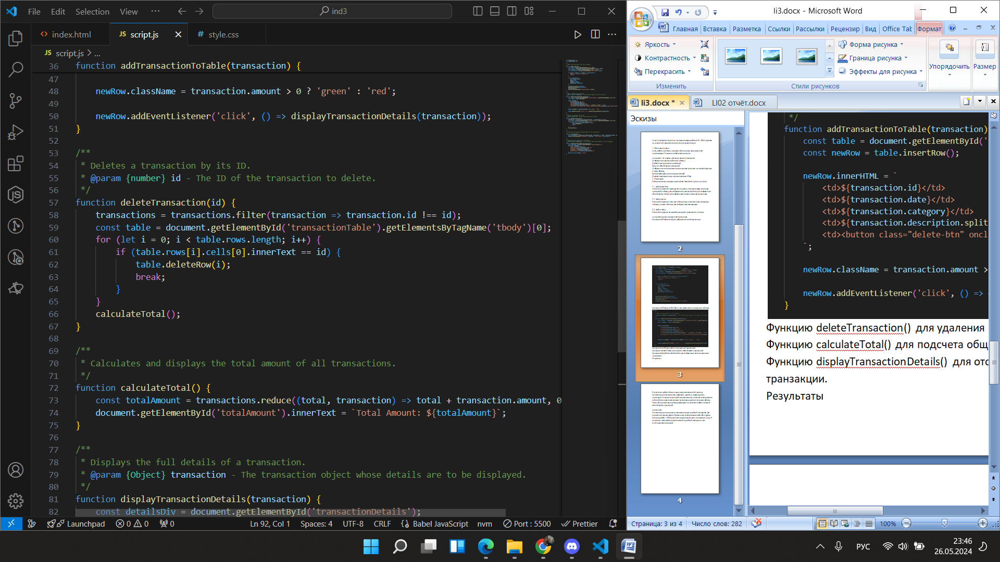 File Edit Selection View ··· ind3
index.html JS script.js # style.css
JS script.js > ...
36 function addTransactionToTable(transaction) {
47
48 newRow.className = transaction.amount > 0 ? 'green' : 'red';
49
50 newRow.addEventListener('click', () => displayTransactionDetails(transaction));
51 }
52
53 /**
54 * Deletes a transaction by its ID.
55 * @param {number} id - The ID of the transaction to delete.
56 */
57 function deleteTransaction(id) {
58 transactions = transactions.filter(transaction => transaction.id !== id);
59 const table = document.getElementById('transactionTable').getElementsByTagName('tbody')[0];
60 for (let i = 0; i < table.rows.length; i++) {
61 if (table.rows[i].cells[0].innerText == id) {
62 table.deleteRow(i);
63 break;
64 }
65 }
66 calculateTotal();
67 }
68
69 /**
70 * Calculates and displays the total amount of all transactions.
71 */
72 function calculateTotal() {
73 const totalAmount = transactions.reduce((total, transaction) => total + transaction.amount, 0
74 document.getElementById('totalAmount').innerText = `Total Amount: ${totalAmount}`;
75 }
76
77 /**
78 * Displays the full details of a transaction.
79 * @param {Object} transaction - The transaction object whose details are to be displayed.
80 */
81 function displayTransactionDetails(transaction) {
82 const detailsDiv = document.getElementById('transactionDetails');
Launchpad 0 0 0 Ln 92, Col 1 Spaces: 4 UTF-8 CRLF {} Babel JavaScript nvm Port : 5500 Prettier
li3.docx - Microsoft Word
Главная Вставка Разметка Ссылки Рассылки Рецензир Вид Office Tab Формат
Яркость
Контрастность
Перекрасить
Изменить
Форма рисунка
Граница рисунка
Эффекты для рисунка
Стили рисунков
Упорядочить
Размер
li3.docx * LI02 отчёт.docx
Эскизы
2
3
4
*/
function addTransactionToTable(transaction)
const table = document.getElementById('
const newRow = table.insertRow();
newRow.innerHTML = `
<td>${transaction.id}</td>
<td>${transaction.date}</td>
<td>${transaction.category}</td>
<td>${transaction.description.split
<td><button class="delete-btn" oncl
`;
newRow.className = transaction.amount >
newRow.addEventListener('click', () =>
}
Функцию deleteTransaction() для удаления
Функцию calculateTotal() для подсчета общ
Функцию displayTransactionDetails() для ото
транзакции.
Результаты
Страница: 3 из 4 Число слов: 282 100%
РУС
23:46
26.05.2024